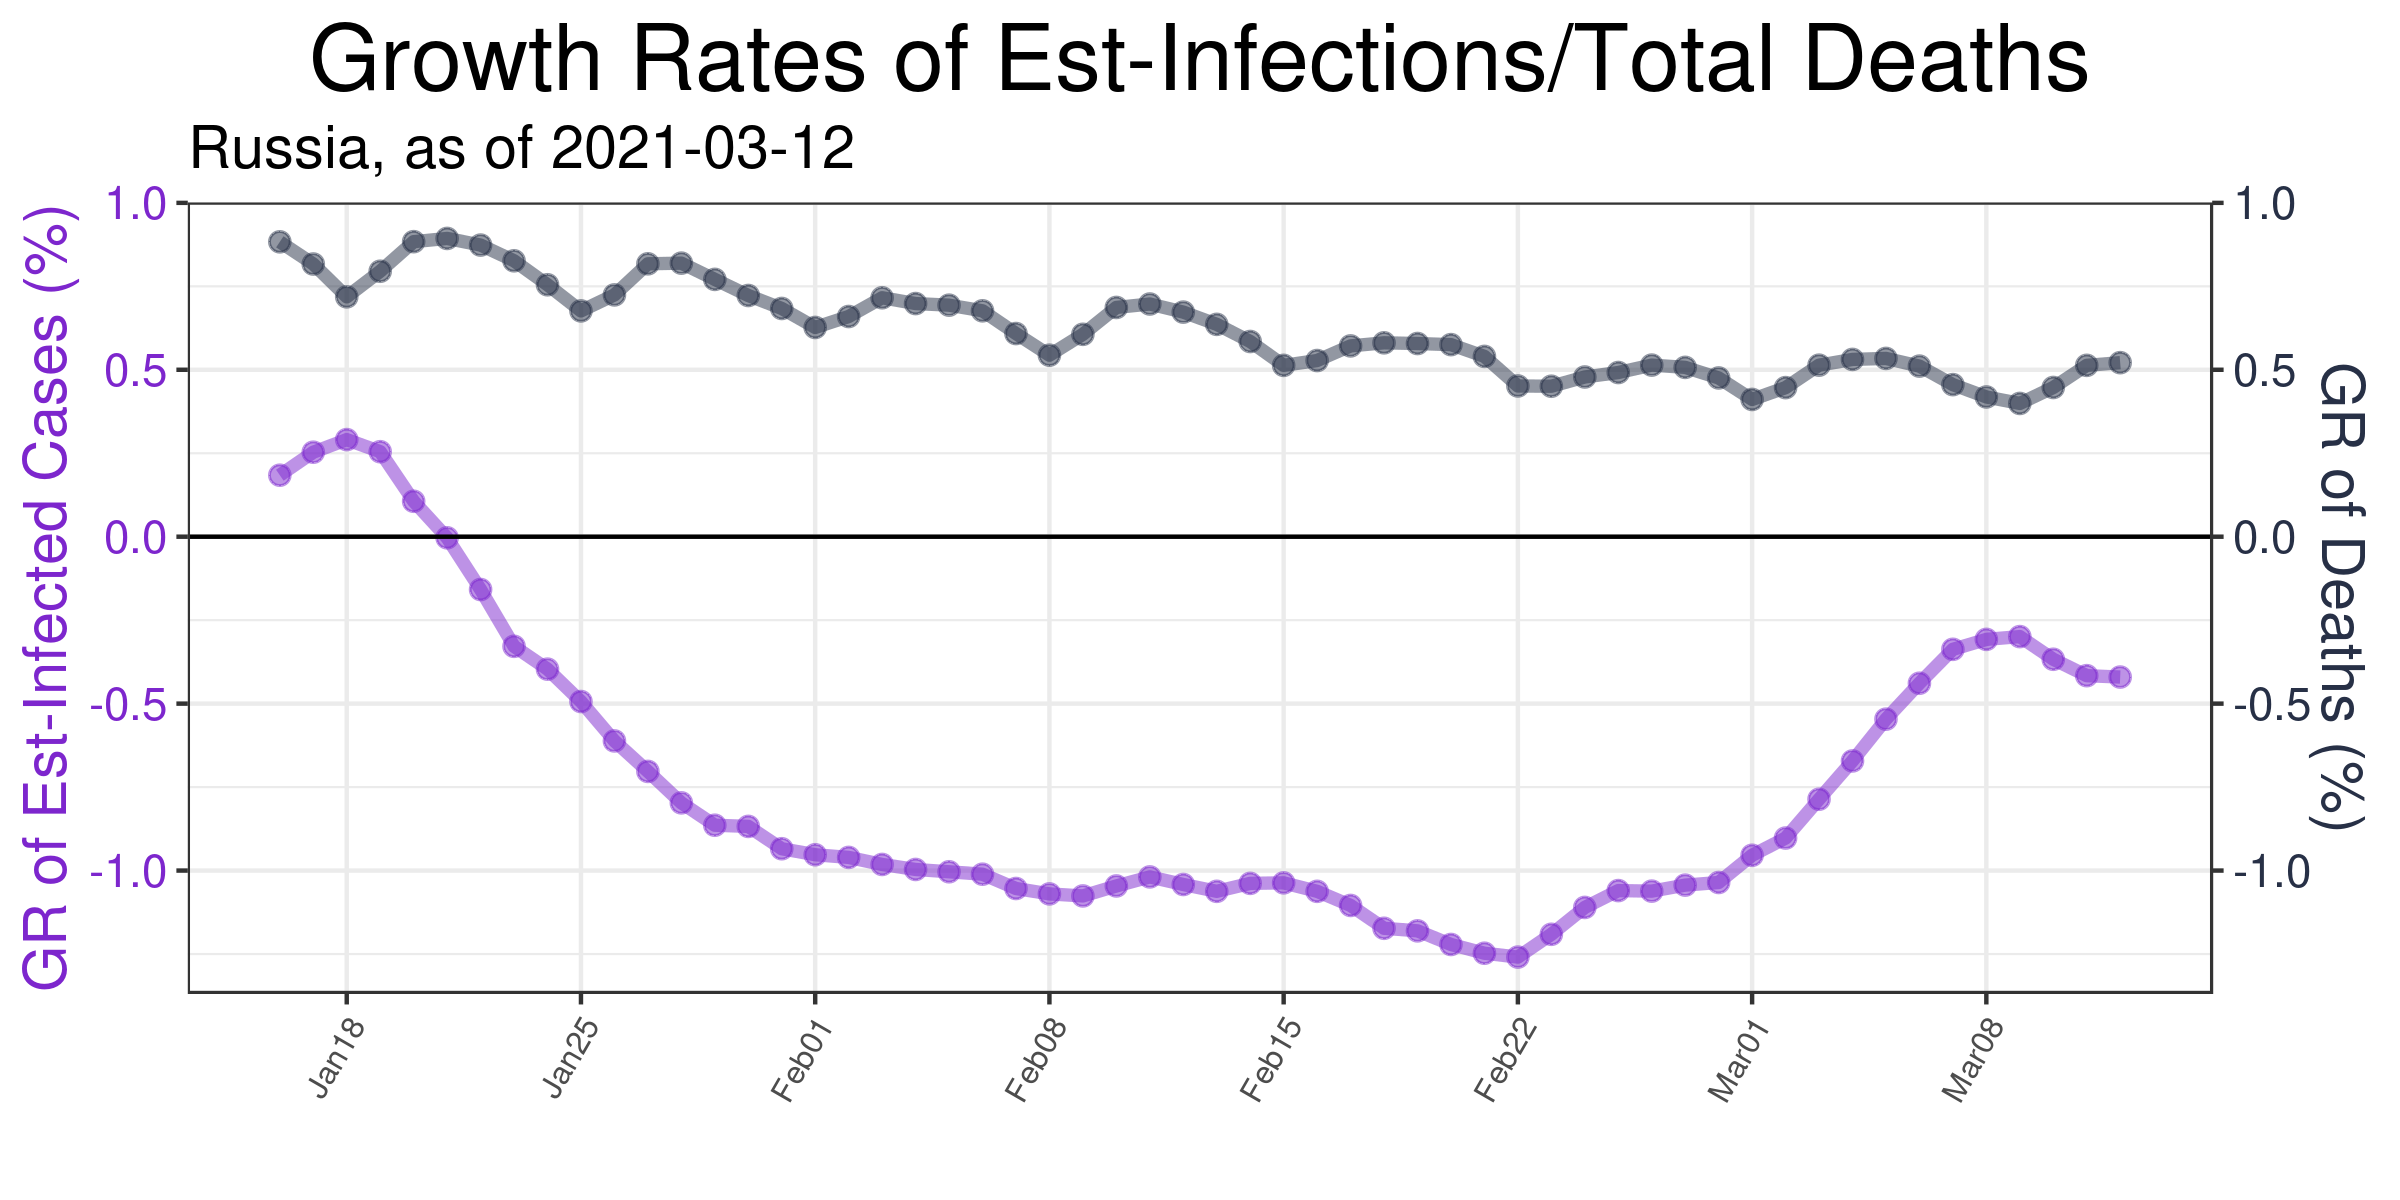 Growth Rates of Est-Infections/Total Deaths
Russia, as of 2021-03-12
GR of Est-Infected Cases (%)
1.0
0.5
0.0
-0.5
-1.0
1.0
0.5
0.0
-0.5
-1.0
GR of Deaths (%)
Jan18
Jan25
Feb01
Feb08
Feb15
Feb22
Mar01
Mar08